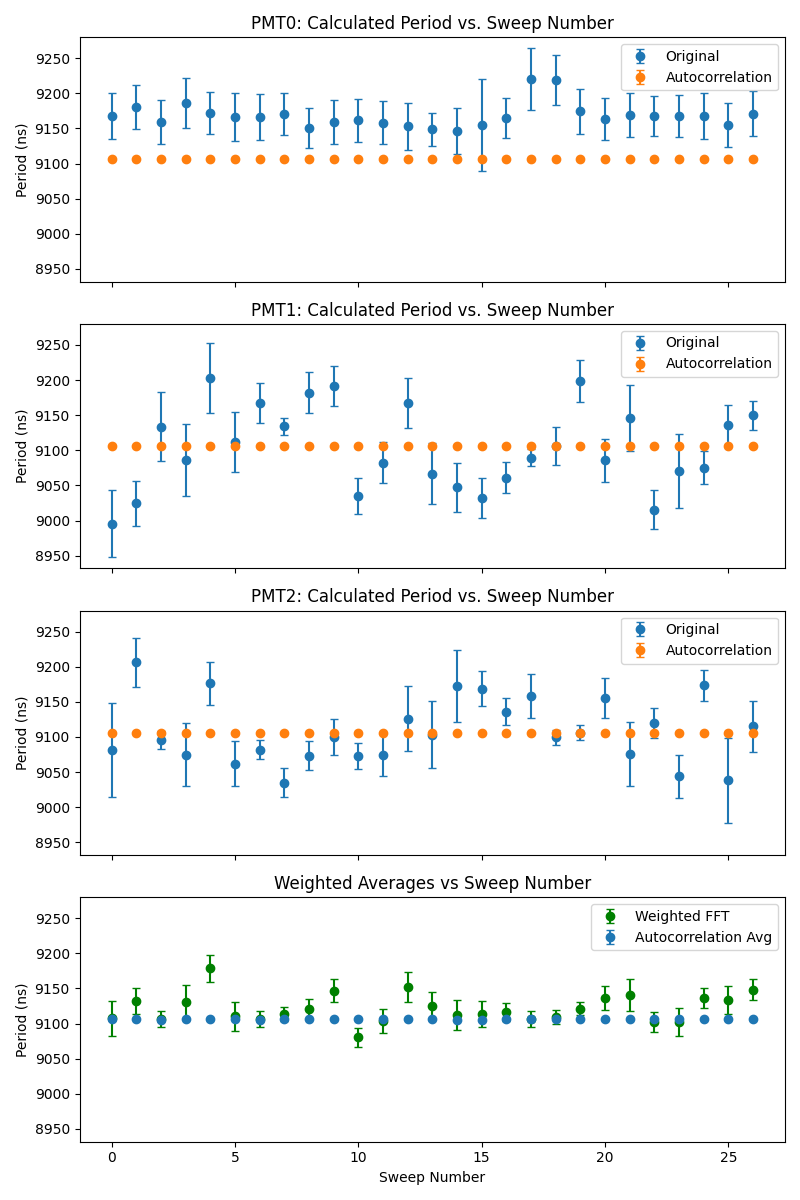 PMT0: Calculated Period vs. Sweep Number
Original
Autocorrelation
Period (ns)
9250
9200
9150
9100
9050
9000
8950
PMT1: Calculated Period vs. Sweep Number
Original
Autocorrelation
Period (ns)
9250
9200
9150
9100
9050
9000
8950
PMT2: Calculated Period vs. Sweep Number
Original
Autocorrelation
Period (ns)
9250
9200
9150
9100
9050
9000
8950
Weighted Averages vs Sweep Number
Weighted FFT
Autocorrelation Avg
Period (ns)
9250
9200
9150
9100
9050
9000
8950
0 5 10 15 20 25
Sweep Number